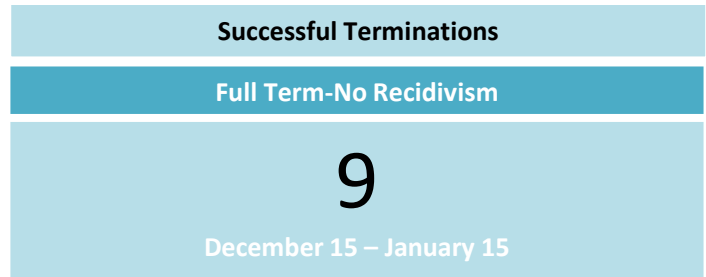 Successful Terminations
Full Term-No Recidivism
9
December 15 – January 15